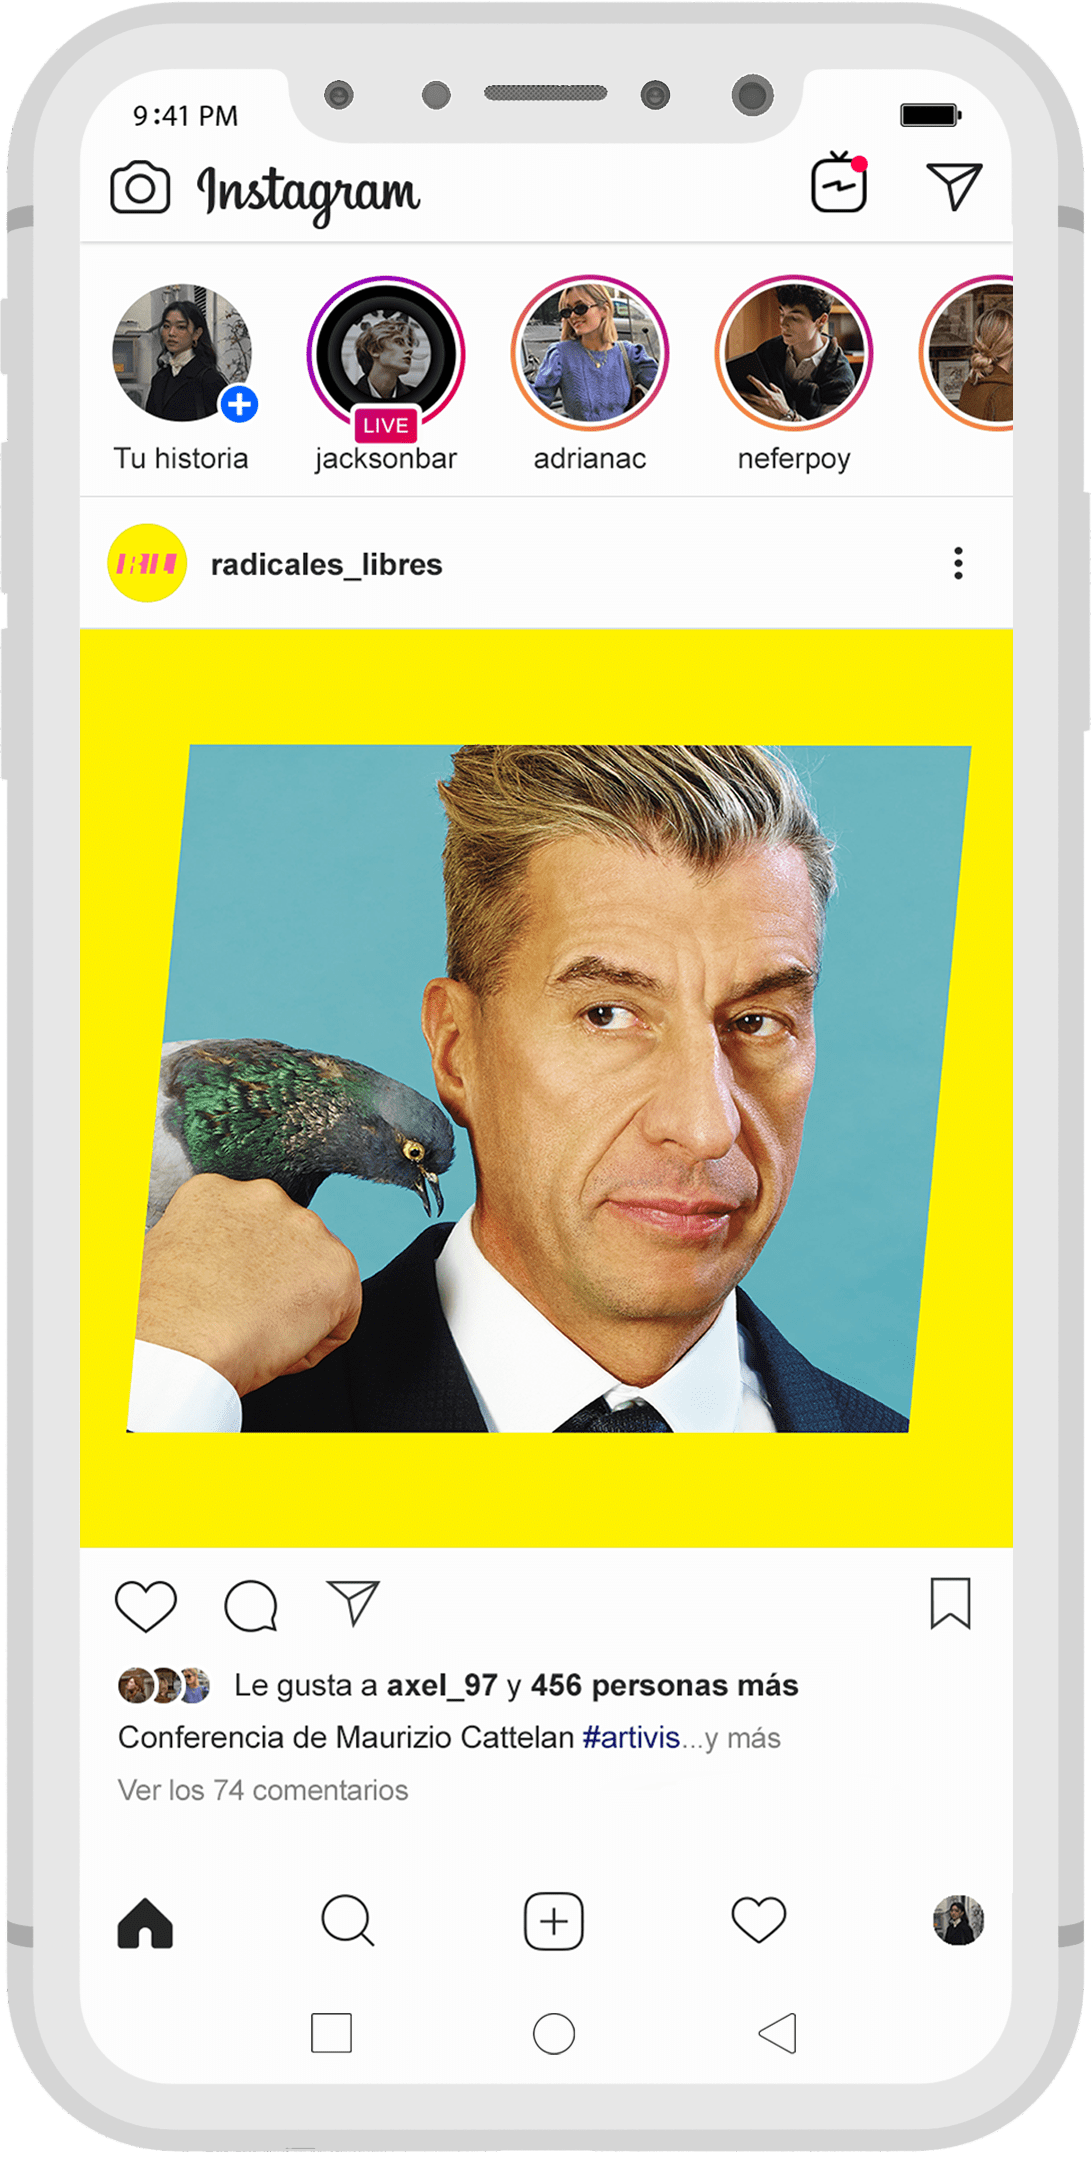 9:41 PM
Instagram
LIVE
Tu historia
jacksonbar
adrianac
neferpoy
radicales_libres
Le gusta a axel_97 y 456 personas más
Conferencia de Maurizio Cattelan #artivis...y más
Ver los 74 comentarios